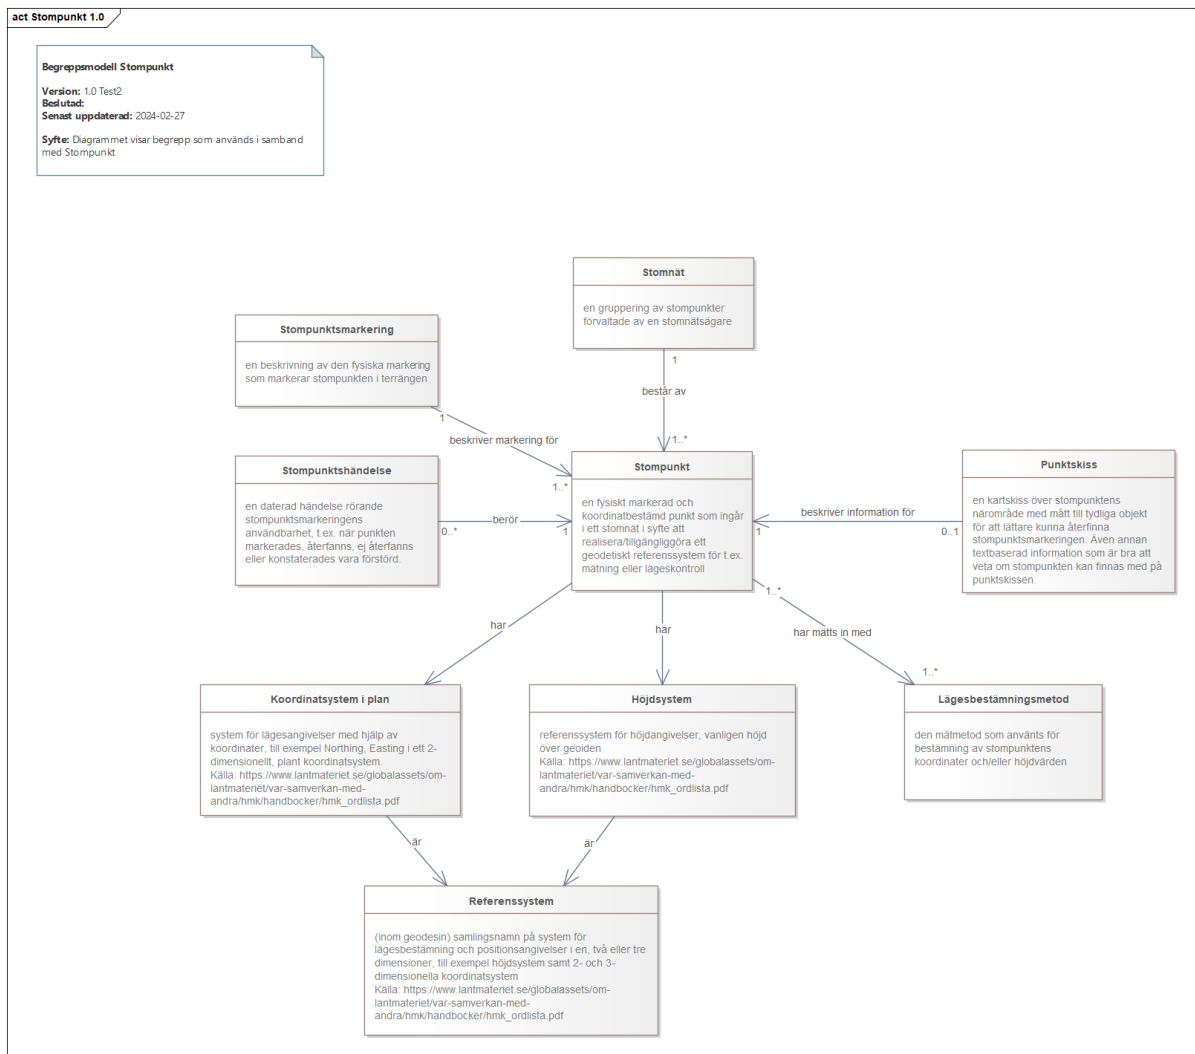 act Stompunkt 1.0
Begreppsmodell Stompunkt
Version: 1.0 Test2
Beslutad:
Senast uppdaterad: 2024-02-27
Syfte: Diagrammet visar begrepp som används i samband
med Stompunkt
Stomnät
en gruppering av stompunkter
förvaltade av en stomnätsägare
1
består av
1..*
Stompunktsmarkering
en beskrivning av den fysiska markering
som markerar stompunkten i terrängen
1
beskriver markering för
1..*
Stompunktshändelse
en daterad händelse rörande
stompunktsmarkeringens
användbarhet, t.ex. när punkten
markerades, återfanns, ej återfanns
eller konstaterades vara förstörd.
0..*
berör
1
Stompunkt
en fysiskt markerad och
koordinatbestämd punkt som ingår
i ett stomnät i syfte att
realisera/tillgängliggöra ett
geodetiskt referenssystem för t.ex.
mätning eller lägeskontroll
1
beskriver information för
0..1
Punktskiss
en kartskiss över stompunktens
närområde med mått till tydliga objekt
för att lättare kunna återfinna
stompunktsmarkeringen. Även annan
textbaserad information som är bra att
veta om stompunkten kan finnas med på
punktskissen.
har
har
1..*
har mätts in med
1..*
Koordinatsystem i plan
system för lägesangivelser med hjälp av
koordinater, till exempel Northing, Easting i ett 2-
dimensionellt, plant koordinatsystem.
Källa: https://www.lantmateriet.se/globalassets/om-
lantmateriet/var-samverkan-med-
andra/hmk/handbocker/hmk_ordlista.pdf
Höjdsystem
referenssystem för höjdangivelser, vanligen höjd
över geoiden
Källa: https://www.lantmateriet.se/globalassets/om-
lantmateriet/var-samverkan-med-
andra/hmk/handbocker/hmk_ordlista.pdf
Lägesbestämningsmetod
den mätmetod som använts för
bestämning av stompunktens
koordinater och/eller höjdvärden
är
är
Referenssystem
(inom geodesin) samlingsnamn på system för
lägesbestämning och positionsangivelser i en, två eller tre
dimensioner, till exempel höjdsystem samt 2- och 3-
dimensionella koordinatsystem
Källa: https://www.lantmateriet.se/globalassets/om-
lantmateriet/var-samverkan-med-
andra/hmk/handbocker/hmk_ordlista.pdf